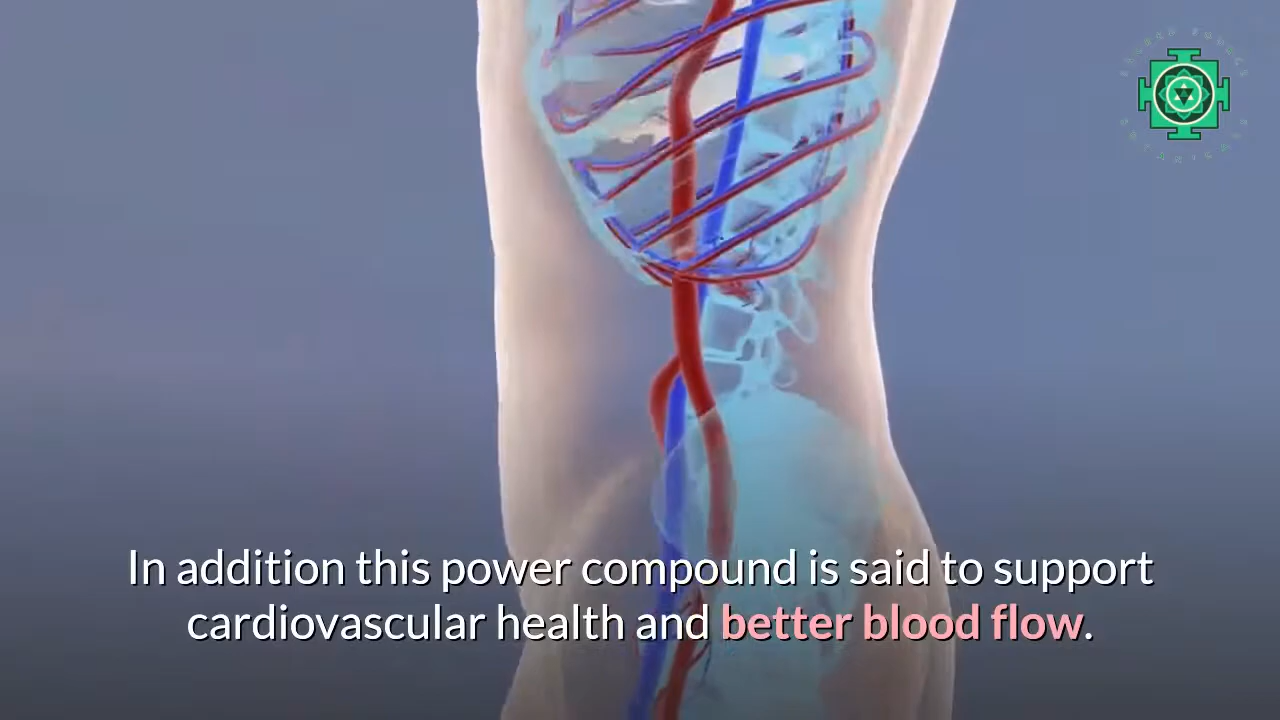 In addition this power compound is said to support
cardiovascular health and better blood flow.